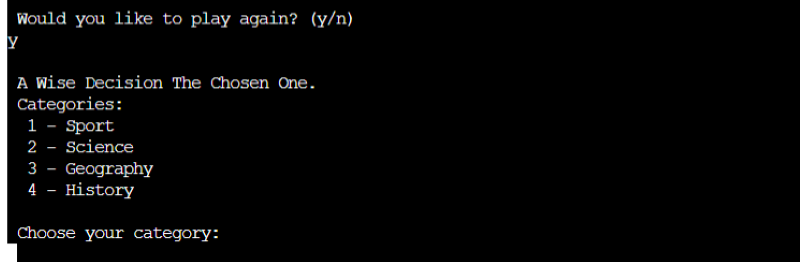 Would you like to play again? (y/n)
y
A Wise Decision The Chosen One.
Categories:
1 - Sport
2 - Science
3 - Geography
4 - History
Choose your category: